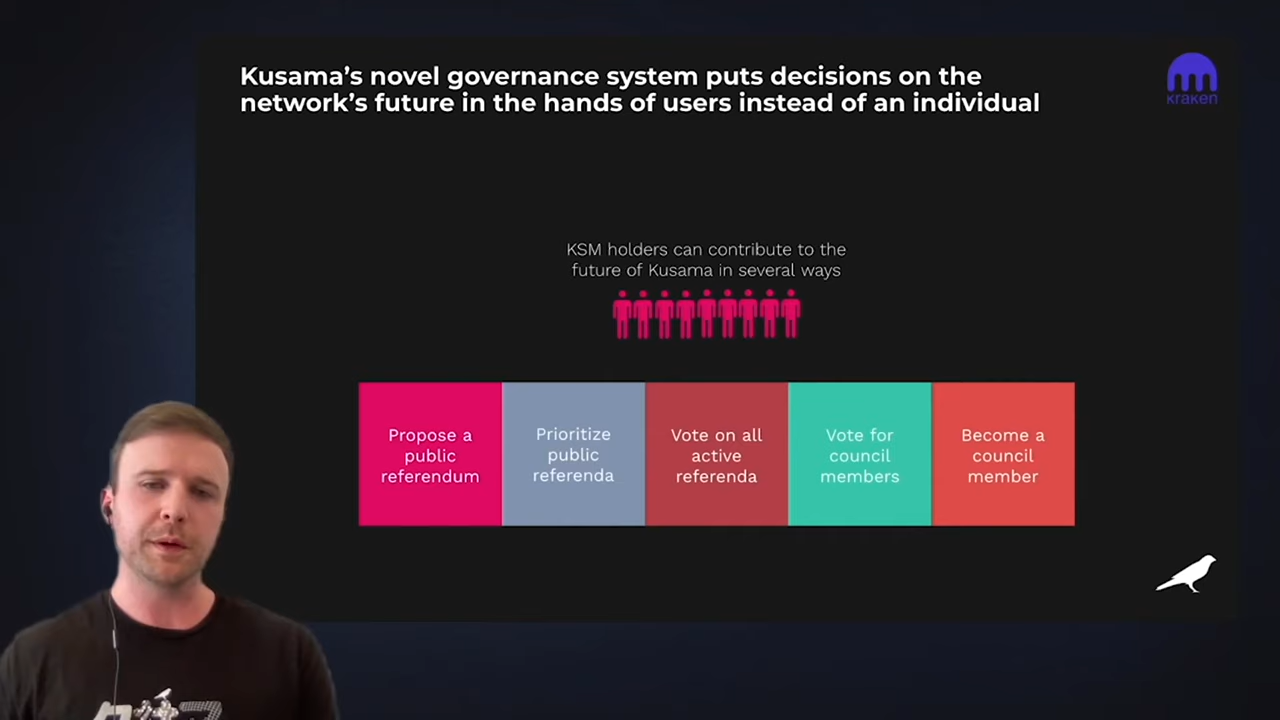 Kusama’s novel governance system puts decisions on the
network’s future in the hands of users instead of an individual
kraken
KSM holders can contribute to the
future of Kusama in several ways
Propose a
public
referendum
Prioritize
public
referenda
Vote on all
active
referenda
Vote for
council
members
Become a
council
member